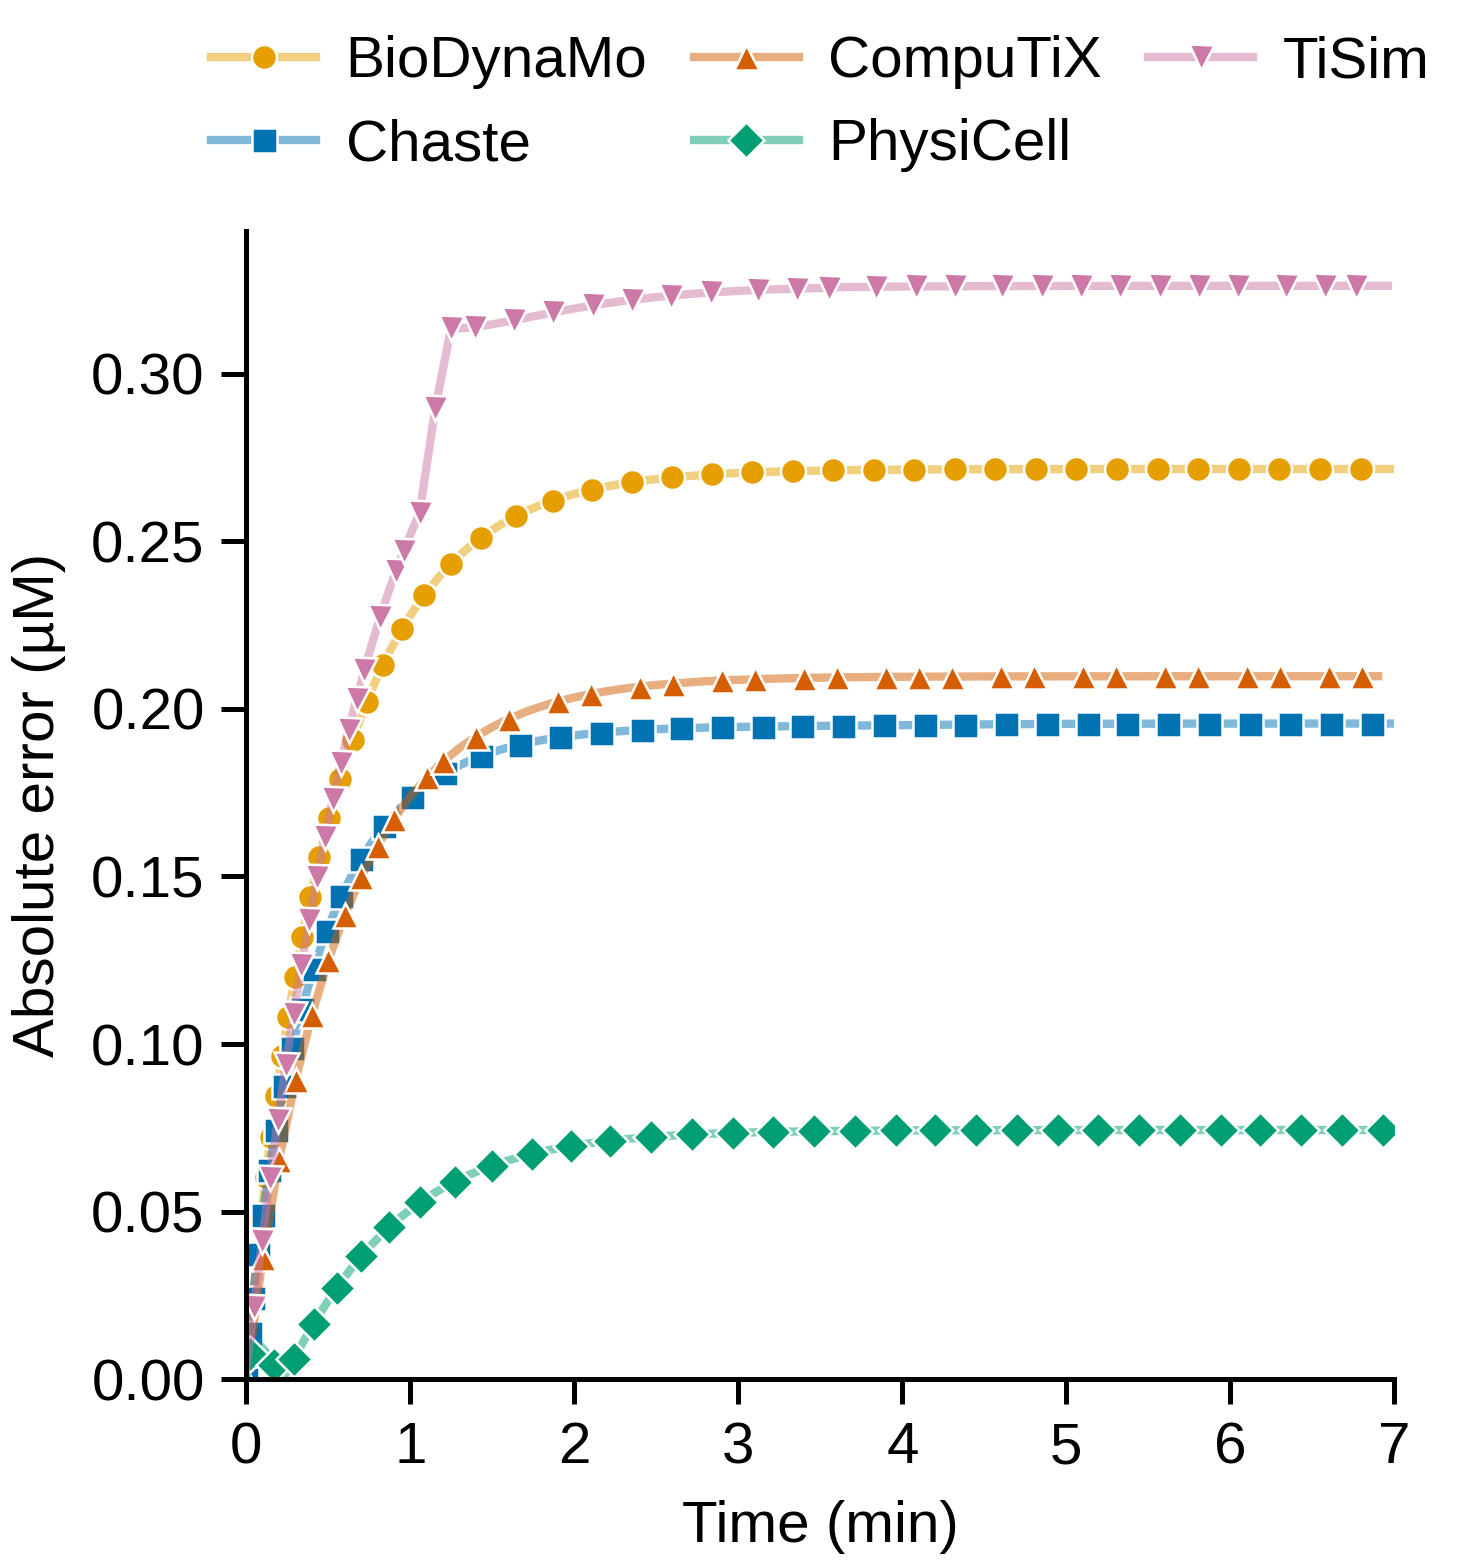 BioDynaMo CompuTiX TiSim
Chaste PhysiCell
Absolute error (µM)
0.30
0.25
0.20
0.15
0.10
0.05
0.00
0 1 2 3 4 5 6 7
Time (min)